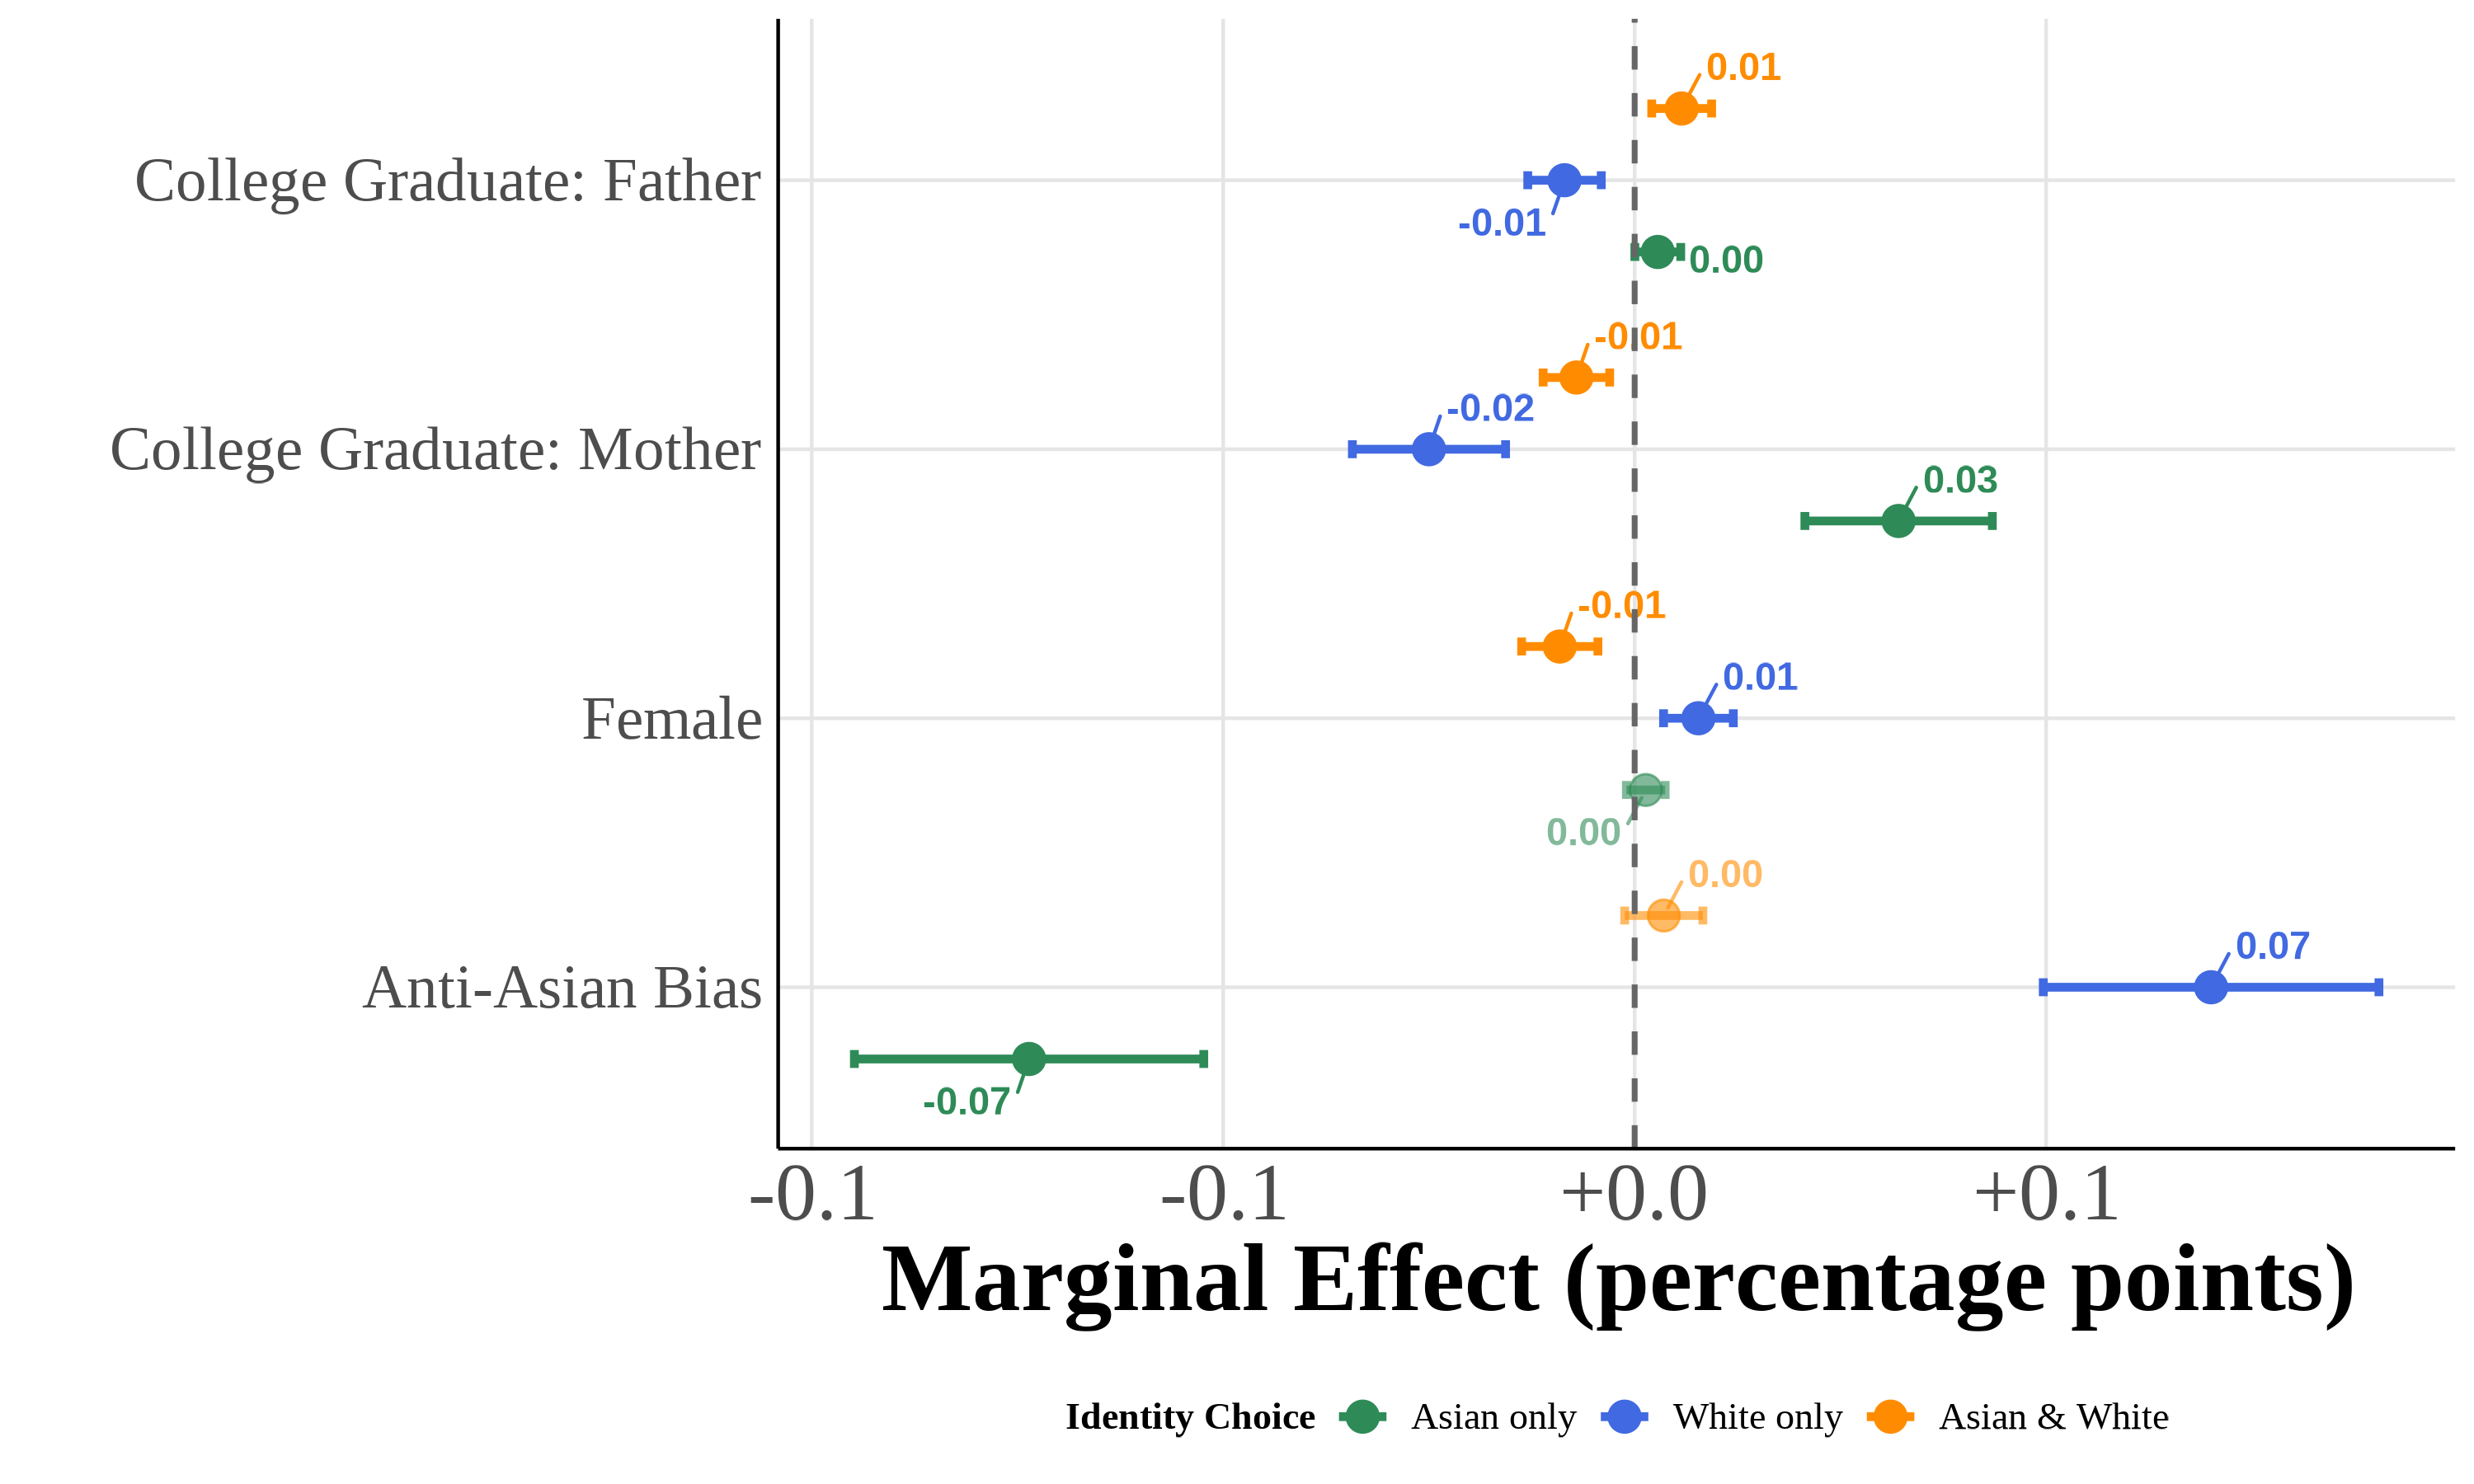 0.01
College Graduate: Father
-0.01
0.00
-0.01
-0.02
College Graduate: Mother
0.03
-0.01
0.01
Female
0.00
0.00
0.07
Anti-Asian Bias
-0.07
-0.1 -0.1 +0.0 +0.1
Marginal Effect (percentage points)
Identity Choice Asian only White only Asian & White